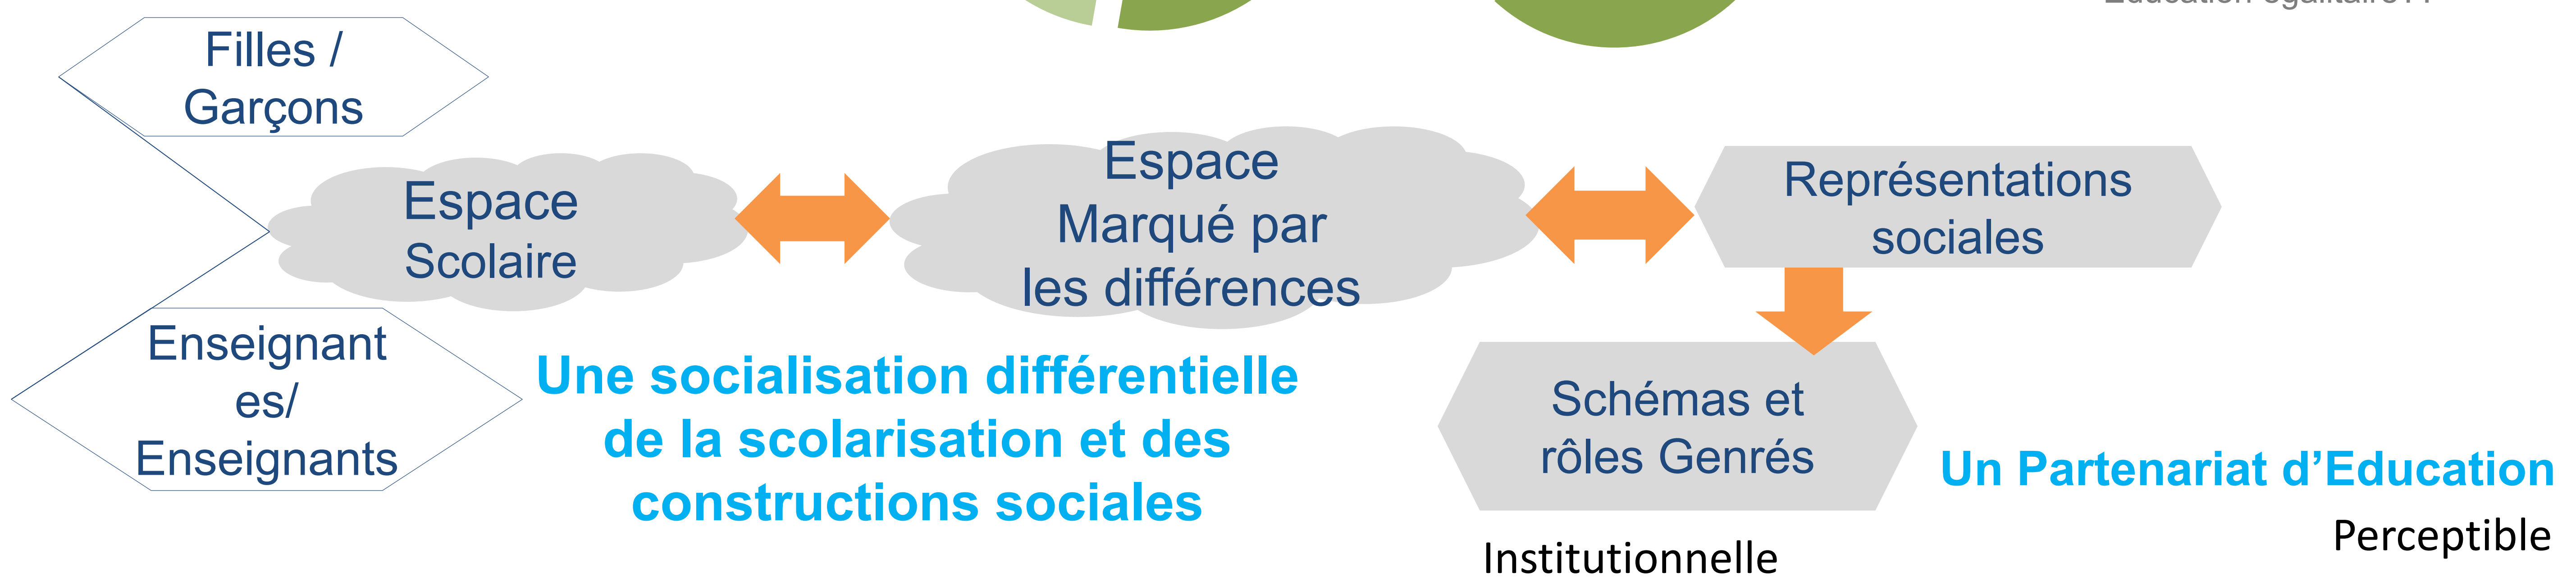 Filles /
Garçons
Espace
Scolaire
Enseignant
es/
Enseignants
Espace
Marqué par
les différences
Représentations
sociales
Une socialisation différentielle
de la scolarisation et des
constructions sociales
Schémas et
rôles Genrés
Un Partenariat d’Education
Perceptible
Institutionnelle